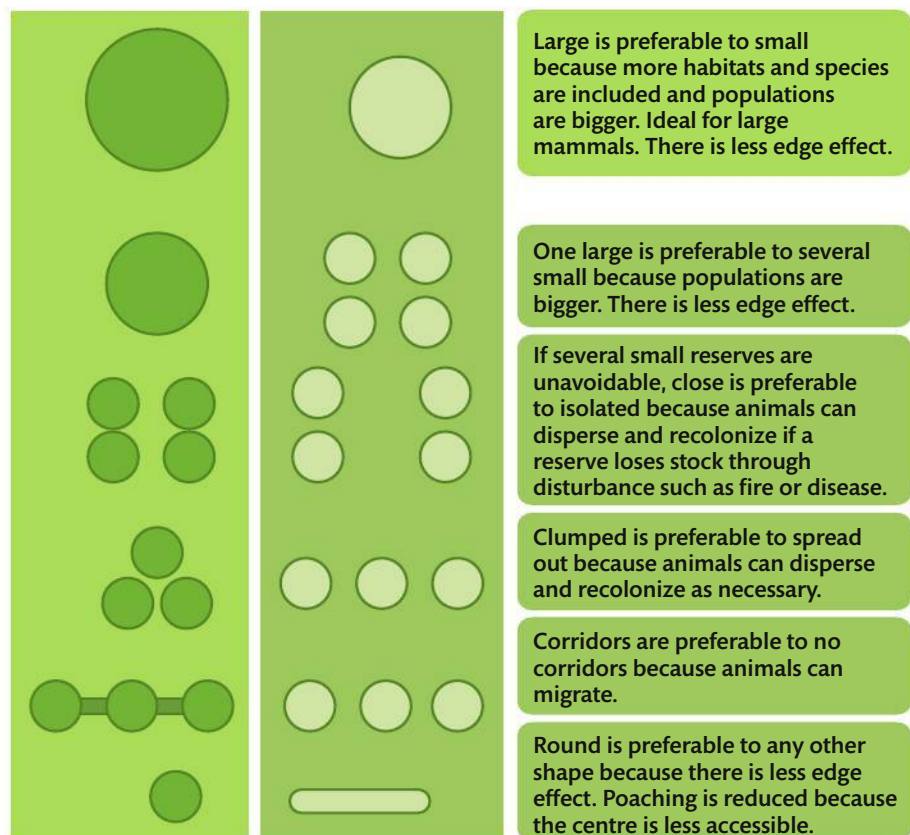 Large is preferable to small
because more habitats and species
are included and populations
are bigger. Ideal for large
mammals. There is less edge effect.
One large is preferable to several
small because populations are
bigger. There is less edge effect.
If several small reserves are
unavoidable, close is preferable
to isolated because animals can
disperse and recolonize if a
reserve loses stock through
disturbance such as fire or disease.
Clumped is preferable to spread
out because animals can disperse
and recolonize as necessary.
Corridors are preferable to no
corridors because animals can
migrate.
Round is preferable to any other
shape because there is less edge
effect. Poaching is reduced because
the centre is less accessible.